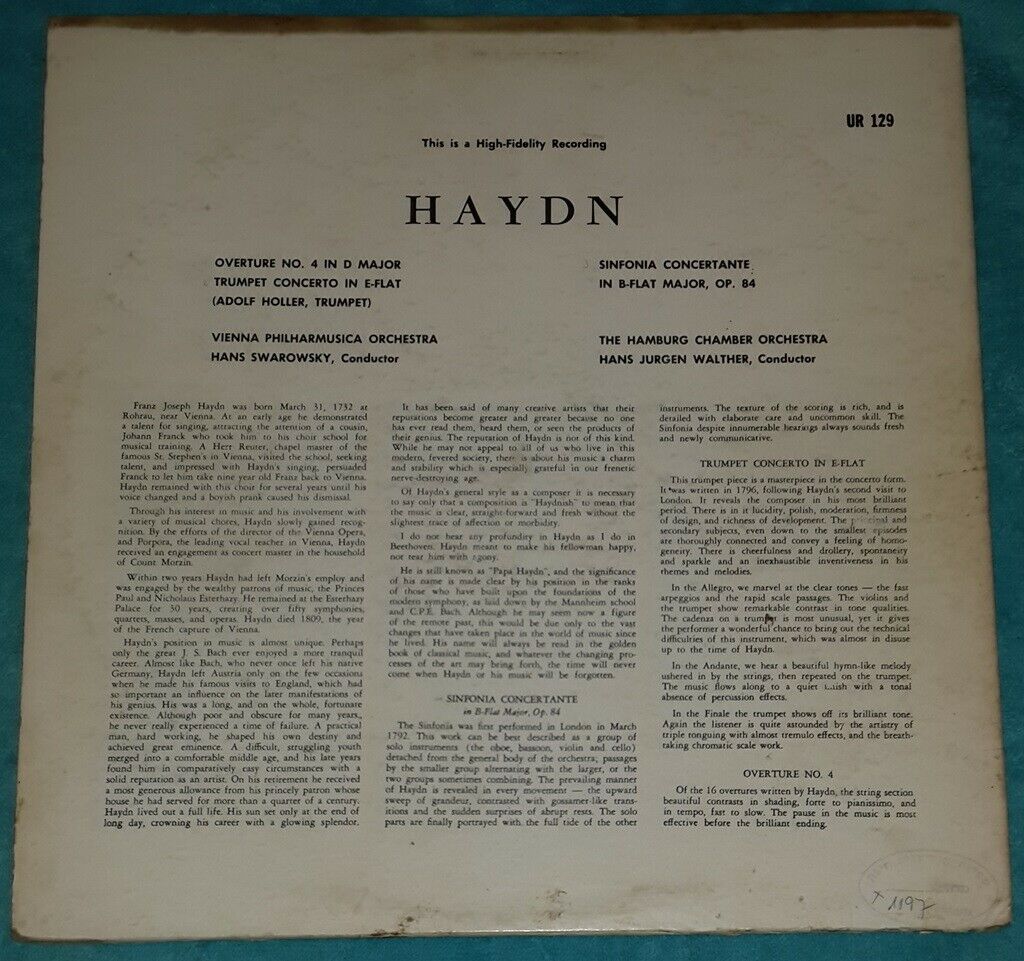 UR 129
This is a High-Fidelity Recording
HAYDN
OVERTURE NO. 4 IN D MAJOR
TRUMPET CONCERTO IN E-FLAT
(ADOLF HOLLER, TRUMPET)
VIENNA PHILHARMUSICA ORCHESTRA
HANS SWAROWSKY, Conductor
SINFONIA CONCERTANTE
IN B-FLAT MAJOR, OP. 84
THE HAMBURG CHAMBER ORCHESTRA
HANS JURGEN WALTHER, Conductor
Franz Joseph Haydn was born March 31, 1732 at
Rohrau, near Vienna. At an early age he demonstrated
a talent for singing, attracting the attention of a cousin,
Johann Franck who took him to his choir school for
musical training. A Herr Reuter, chapel master of the
famous St. Stephen's in Vienna, visited the school, seeking
talent, and impressed with Haydn's singing, persuaded
Franck to let him take nine year old Franz back to Vienna.
Haydn remained with this choir for several years until his
voice changed and a boyish prank caused his dismissal.
Through his interest in music and his involvement with
a variety of musical chores, Haydn slowly gained recog-
nition. By the efforts of the director of the Vienna Opera,
and Porpora, the leading vocal teacher in Vienna, Haydn
received an engagement as concert master in the household
of Count Morzin.
Within two years Haydn had left Morzin's employ and
was engaged by the wealthy patrons of music, the Princes
Paul and Nicholaus Esterhazy. He remained at the Esterhazy
Palace for 30 years, creating over fifty symphonies,
quartets, masses, and operas. Haydn died 1809, the year
of the French capture of Vienna.
Haydn's position in music is almost unique. Perhaps
only the great J. S. Bach ever enjoyed a more tranquil
career. Almost like Bach, who never once left his native
Germany, Haydn left Austria only on the few occasions
when he made his famous visits to England, which had
so important an influence on the later manifestations of
his genius. His was a long, and on the whole, fortunate
existence. Although poor and obscure for many years,
he never really experienced a time of failure. A practical
man, hard working, he shaped his own destiny and
achieved great eminence. A difficult, struggling youth
merged into a comfortable middle age, and his late years
found him in comparatively easy circumstances with a
solid reputation as an artist. On his retirement he received
a most generous allowance from his princely patron whose
house he had served for more than a quarter of a century.
Haydn lived out a full life. His sun set only at the end of
long day, crowning his career with a glowing splendor.
It has been said of many creative artists that their
reputations become greater and greater because no one
has ever read them, heard them, or seen the products of
their genius. The reputation of Haydn is not of this kind.
While he may not appeal to all of us who live in this
modern, fevered society, there is about his music a charm
and stability which is especially grateful in our frenetic
nerve-destroying age.
Of Haydn's general style as a composer it is necessary
to say only that a composition is "Haydnish" to mean that
the music is clear, straight-forward and fresh without the
slightest trace of affection or morbidity.
I do not hear any profundity in Haydn as I do in
Beethoven. Haydn meant to make his fellowman happy,
not tear him with agony.
He is still known as "Papa Haydn", and the significance
of his name is made clear by his position in the ranks
of those who have built upon the foundations of the
modern symphony, as laid down by the Mannheim school
and C.P.E. Bach. Although he may seem now a figure
of the remote past, this would be due only to the vast
changes that have taken place in the world of music since
he lived. His name will always be read in the golden
book of classical music, and whatever the changing pro-
cesses of the art may bring forth, the time will never
come when Haydn or his music will be forgotten.
SINFONIA CONCERTANTE
in B-Flat Major, Op. 84
The Sinfonia was first performed in London in March
1792. This work can be best described as a group of
solo instruments (the oboe, bassoon, violin and cello)
detached from the general body of the orchestra; passages
by the smaller group alternating with the larger, or the
two groups sometimes combining. The prevailing manner
of Haydn is revealed in every movement — the upward
sweep of grandeur, contrasted with gossamer-like trans-
itions and the sudden surprises of abrupt rests. The solo
parts are finally portrayed with the full tide of the other
instruments. The texture of the scoring is rich, and is
detailed with elaborate care and uncommon skill. The
Sinfonia despite innumerable hearings always sounds fresh
and newly communicative.
TRUMPET CONCERTO IN E-FLAT
This trumpet piece is a masterpiece in the concerto form.
It was written in 1796, following Haydn's second visit to
London. It reveals the composer in his most brilliant
period. There is in it lucidity, polish, moderation, firmness
of design, and richness of development. The principal and
secondary subjects, even down to the smallest episodes
are thoroughly connected and convey a feeling of homo-
geneity. There is cheerfulness and drollery, spontaneity
and sparkle and an inexhaustible inventiveness in his
themes and melodies.
In the Allegro, we marvel at the clear tones — the fast
arpeggios and the rapid scale passages. The violins and
the trumpet show remarkable contrast in tone qualities.
The cadenza on a trumpet is most unusual, yet it gives
the performer a wonderful chance to bring out the technical
difficulties of this instrument, which was almost in disuse
up to the time of Haydn.
In the Andante, we hear a beautiful hymn-like melody
ushered in by the strings, then repeated on the trumpet.
The music flows along to a quiet finish with a tonal
absence of percussion effects.
In the Finale the trumpet shows off its brilliant tone.
Again the listener is quite astounded by the artistry of
triple tonguing with almost tremulo effects, and the breath-
taking chromatic scale work.
OVERTURE NO. 4
Of the 16 overtures written by Haydn, the string section
beautiful contrasts in shading, forte to pianissimo, and
in tempo, fast to slow. The pause in the music is most
effective before the brilliant ending.
x 1197